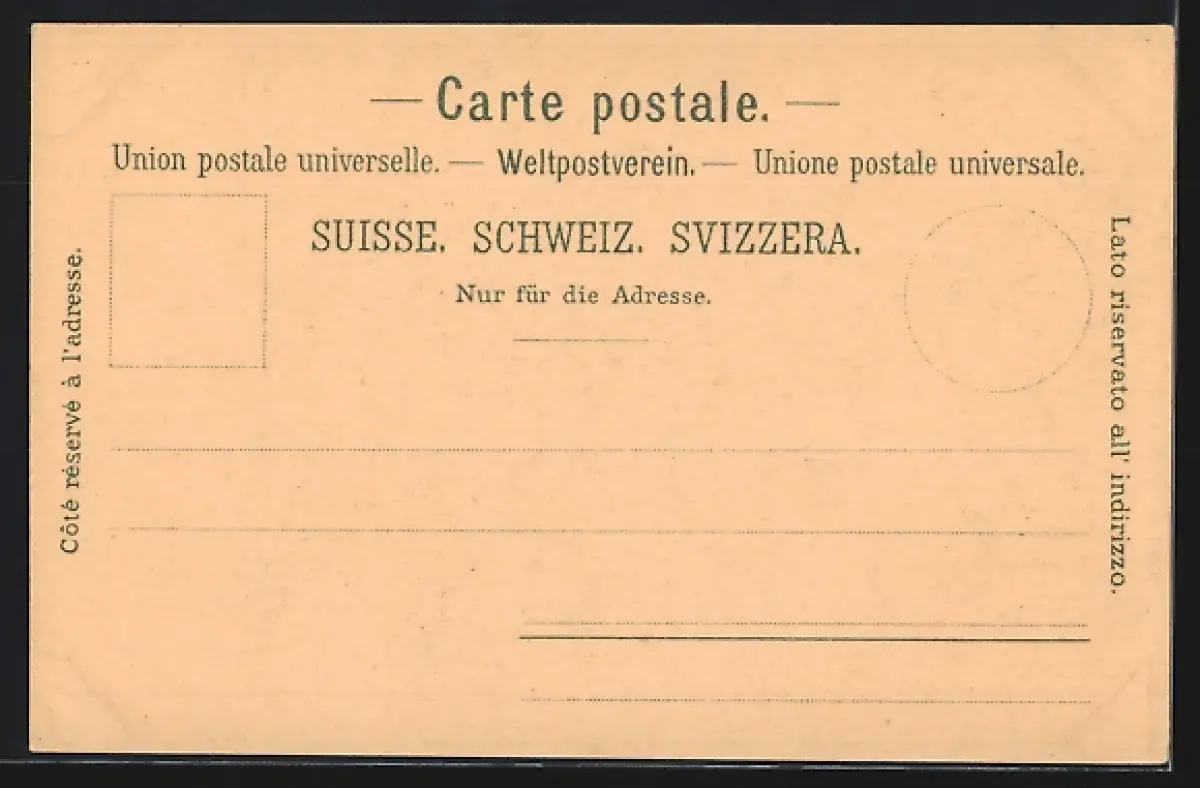 — Carte postale. —
Union postale universelle. — Weltpostverein. — Unione postale universale.
SUISSE. SCHWEIZ. SVIZZERA.
Nur für die Adresse.
Côté réservé à l'adresse.
Lato riservato all' indirizzo.